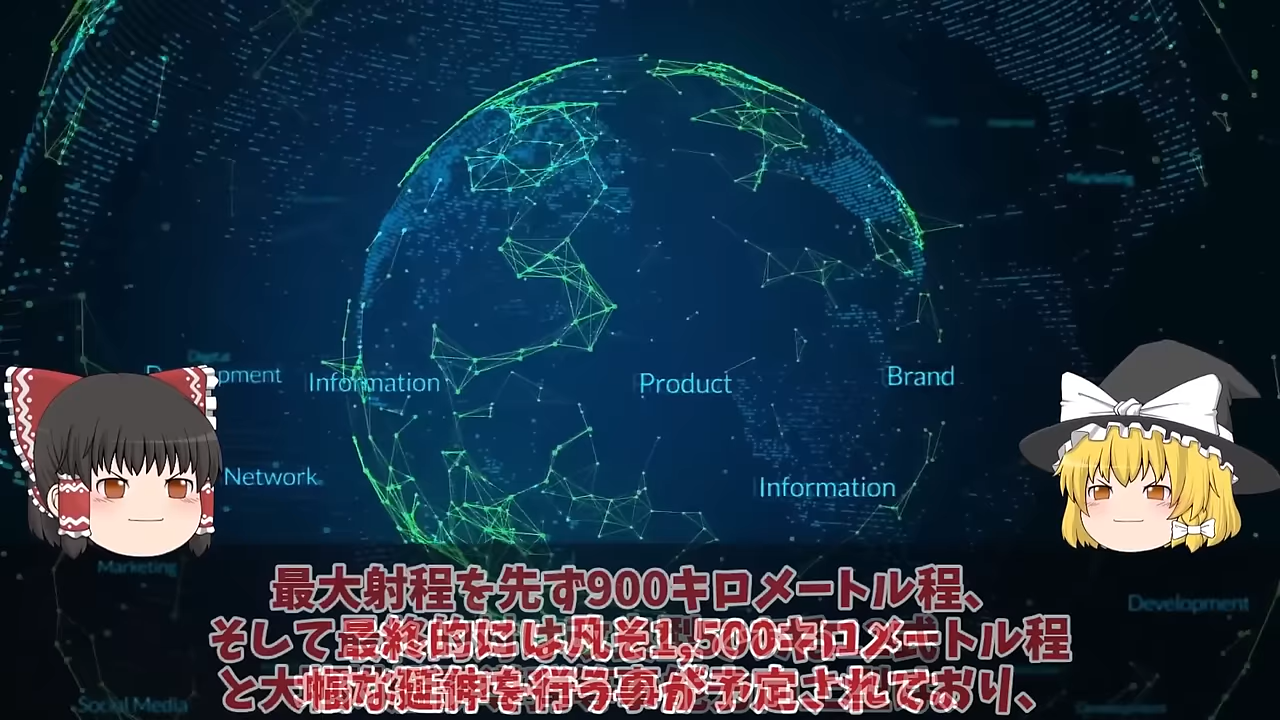 Marketing
Digital
Development
Information
Product
Brand
Network
Information
Marketing
Development
Social Media
最大射程を先ず900キロメートル程、
そして最終的には凡そ1,500キロメートル程
と大幅な延伸を行う事が予定されており、